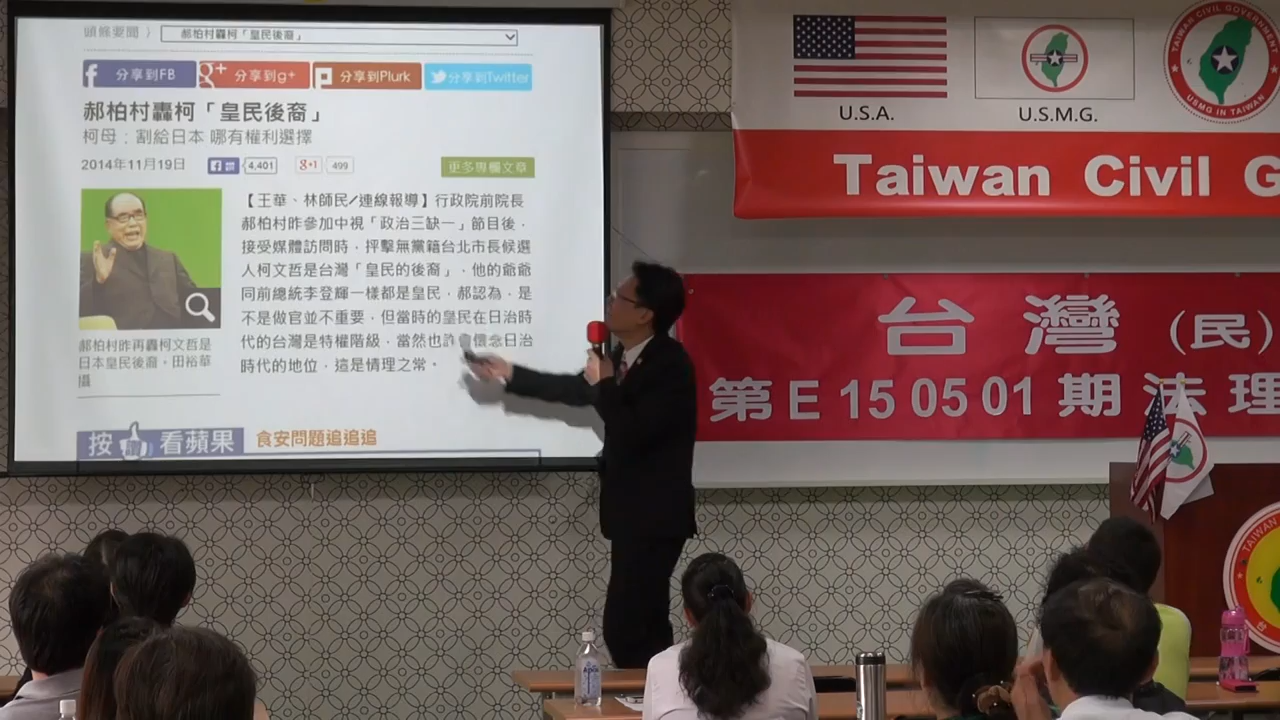 頭條要聞 〉 郝柏村轟柯「皇民後裔」
分享到FB 分享到g+ 分享到Plurk 分享到Twitter
郝柏村轟柯「皇民後裔」
柯母：割給日本 哪有權利選擇
2014年11月19日 4,401 g+1 499 更多專欄文章
【王華、林師民╱連線報導】行政院前院長
郝柏村昨參加中視「政治三缺一」節目後，
接受媒體訪問時，抨擊無黨籍台北市長候選
人柯文哲是台灣「皇民的後裔」，他的爺爺
同前總統李登輝一樣都是皇民，郝認為，是
不是做官並不重要，但當時的皇民在日治時
代的台灣是特權階級，當然也許會懷念日治
時代的地位，這是情理之常。
郝柏村昨再轟柯文哲是
日本皇民後裔。田裕華
攝
按讚看蘋果 食安問題追追追
U.S.A. U.S.M.G.
TAIWAN CIVIL GOVERNMENT
USMG IN TAIWAN
Taiwan Civil G
台灣(民)
第E 15 05 01 期法理